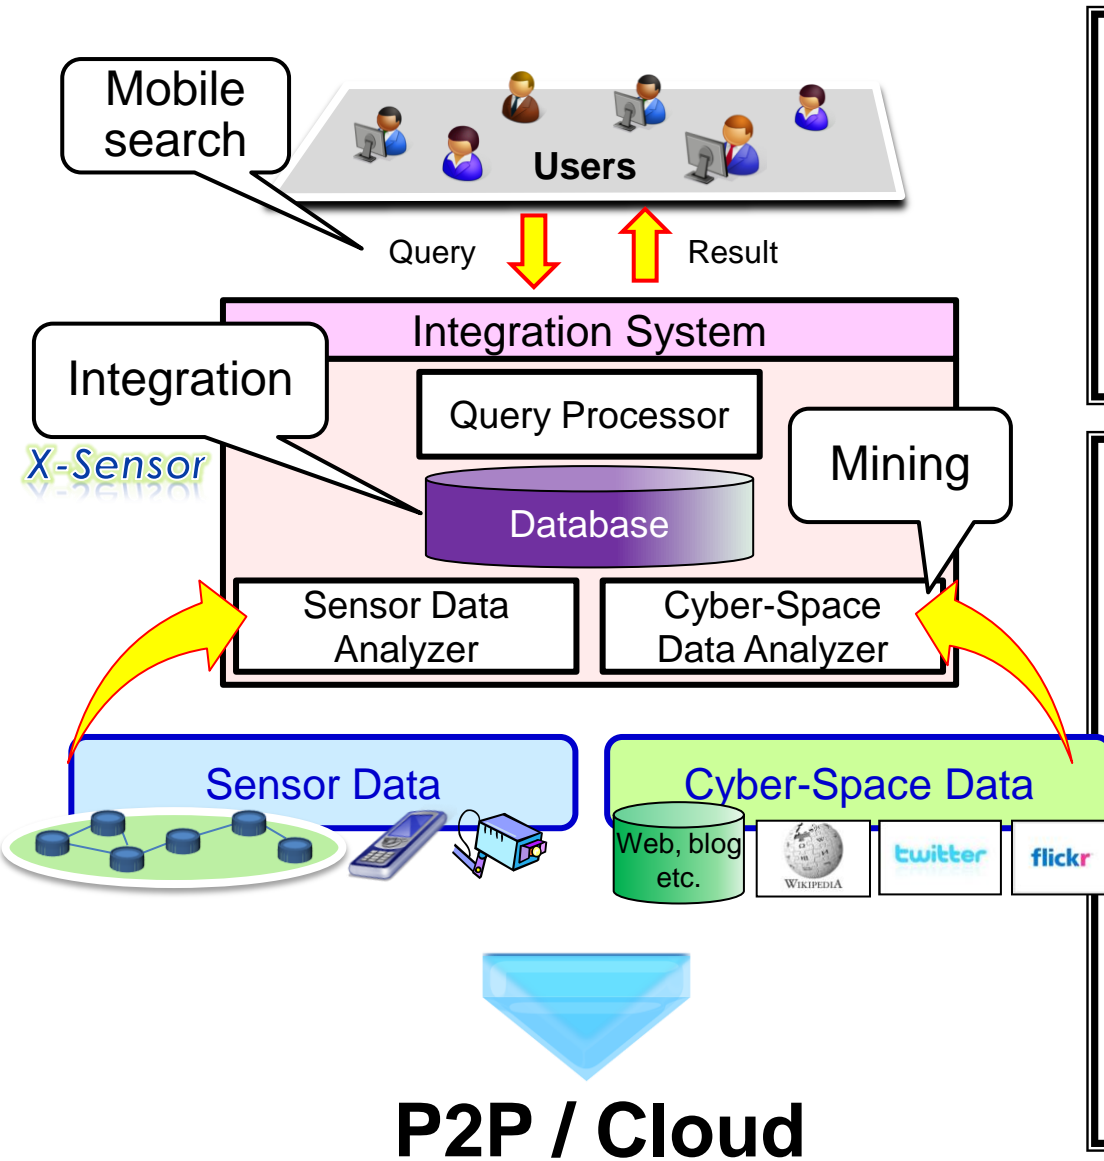 Mobile
search
Users
Query
Result
Integration System
Integration
Query Processor
X-Sensor
Mining
Database
Sensor Data
Analyzer
Cyber-Space
Data Analyzer
Sensor Data
Cyber-Space Data
Web, blog
etc.
WIKIPEDIA
twitter
flickr
P2P / Cloud